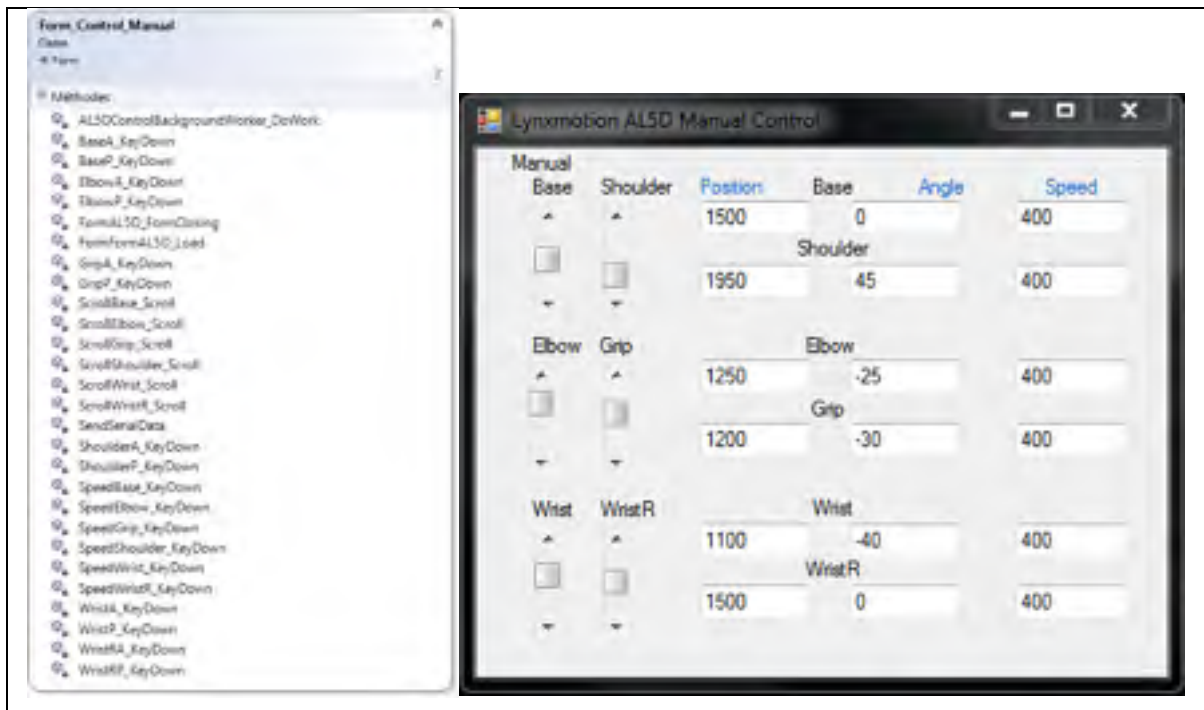 Form_Control_Manual
Class
Form
Méthodes
AL5DControlBackgroundWorker_DoWork
BaseA_KeyDown
BaseP_KeyDown
ElbowA_KeyDown
ElbowP_KeyDown
FormAL5D_FormClosing
FormFormAL5D_Load
GripA_KeyDown
GripP_KeyDown
ScrollBase_Scroll
ScrollElbow_Scroll
ScrollGrip_Scroll
ScrollShoulder_Scroll
ScrollWrist_Scroll
ScrollWristR_Scroll
SendSerialData
ShoulderA_KeyDown
ShoulderP_KeyDown
SpeedBase_KeyDown
SpeedElbow_KeyDown
SpeedGrip_KeyDown
SpeedShoulder_KeyDown
SpeedWrist_KeyDown
SpeedWristR_KeyDown
WristA_KeyDown
WristP_KeyDown
WristRA_KeyDown
WristRP_KeyDown
Lynxmotion AL5D Manual Control
Manual
Base Shoulder Position Base Angle Speed
1500 0 400
Shoulder
1950 45 400
Elbow Grip Elbow
1250 -25 400
Grip
1200 -30 400
Wrist WristR Wrist
1100 -40 400
WristR
1500 0 400